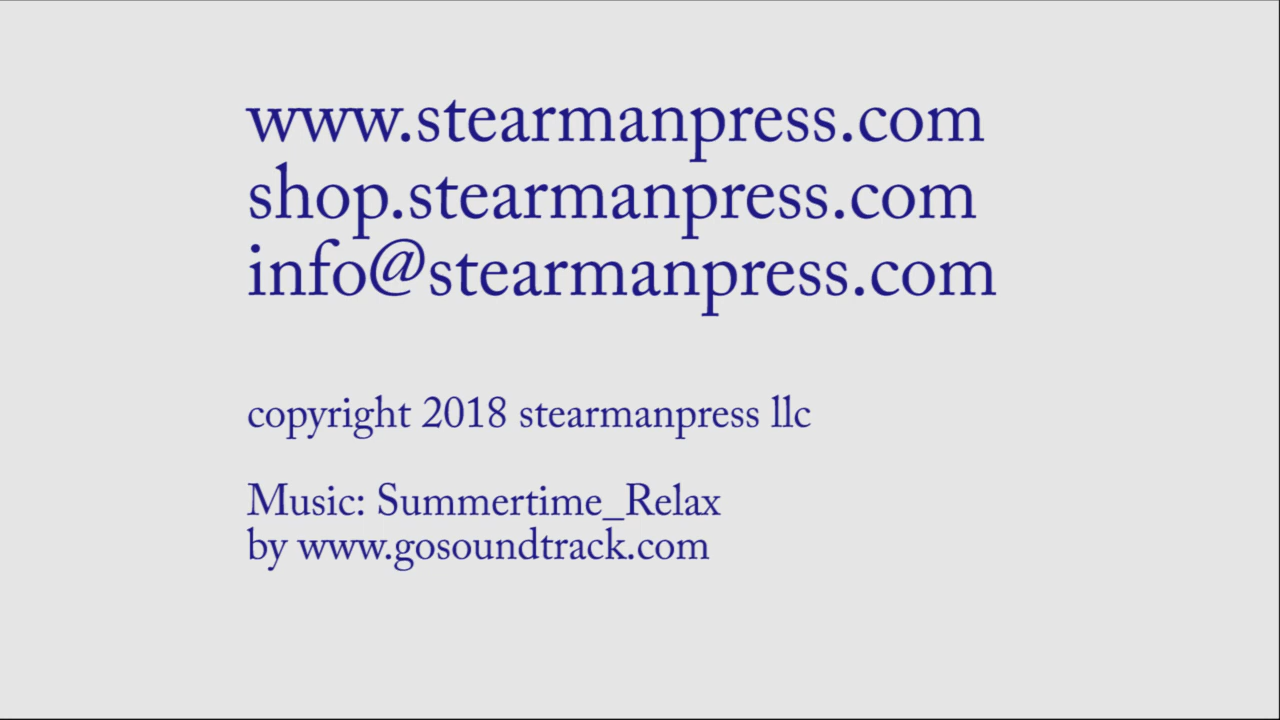 www.stearmanpress.com
shop.stearmanpress.com
info@stearmanpress.com
copyright 2018 stearmanpress llc
Music: Summertime_Relax
by www.gosoundtrack.com